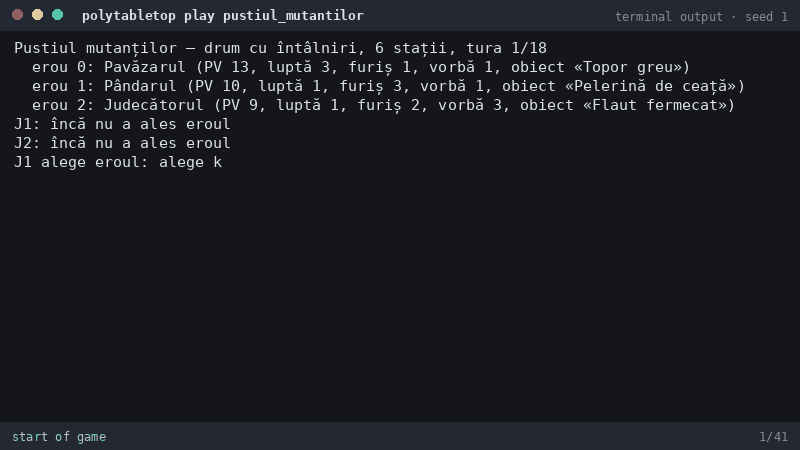 polytabletop play pustiul_mutantilor
terminal output · seed 1
Pustiul mutanților — drum cu întâlniri, 6 stații, tura 1/18
erou 0: Pavăzarul (PV 13, luptă 3, furiș 1, vorbă 1, obiect «Topor greu»)
erou 1: Pândarul (PV 10, luptă 1, furiș 3, vorbă 1, obiect «Pelerină de ceață»)
erou 2: Judecătorul (PV 9, luptă 1, furiș 2, vorbă 3, obiect «Flaut fermecat»)
J1: încă nu a ales eroul
J2: încă nu a ales eroul
J1 alege eroul: alege k
start of game
1/41